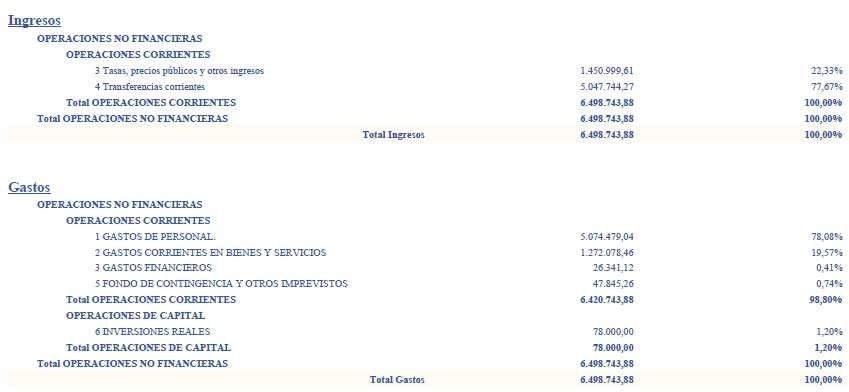 Ingresos
OPERACIONES NO FINANCIERAS
OPERACIONES CORRIENTES
3 Tasas, precios públicos y otros ingresos 1.450.999,61 22,33%
4 Transferencias corrientes 5.047.744,27 77,67%
Total OPERACIONES CORRIENTES 6.498.743,88 100,00%
Total OPERACIONES NO FINANCIERAS 6.498.743,88 100,00%
Total Ingresos 6.498.743,88 100,00%
Gastos
OPERACIONES NO FINANCIERAS
OPERACIONES CORRIENTES
1 GASTOS DE PERSONAL. 5.074.479,04 78,08%
2 GASTOS CORRIENTES EN BIENES Y SERVICIOS 1.272.078,46 19,57%
3 GASTOS FINANCIEROS 26.341,12 0,41%
5 FONDO DE CONTINGENCIA Y OTROS IMPREVISTOS 47.845,26 0,74%
Total OPERACIONES CORRIENTES 6.420.743,88 98,80%
OPERACIONES DE CAPITAL
6 INVERSIONES REALES 78.000,00 1,20%
Total OPERACIONES DE CAPITAL 78.000,00 1,20%
Total OPERACIONES NO FINANCIERAS 6.498.743,88 100,00%
Total Gastos 6.498.743,88 100,00%